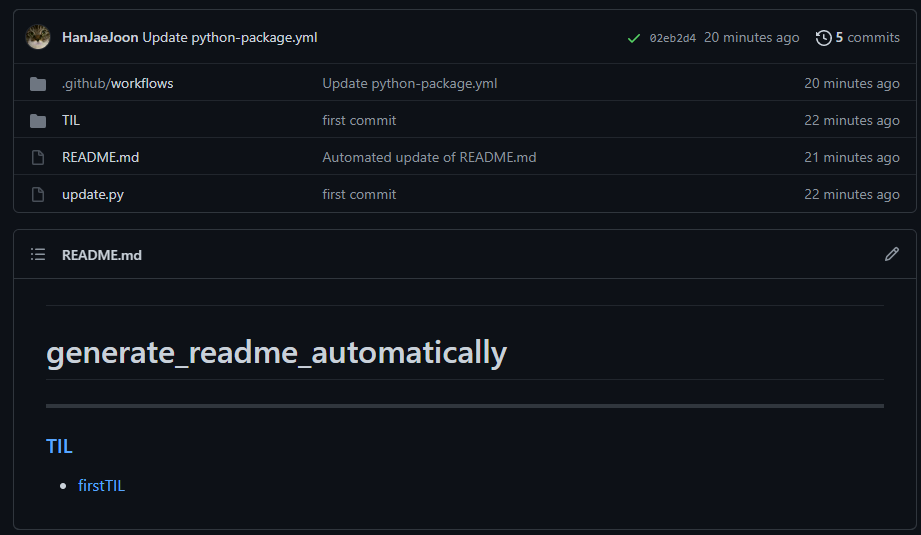 HanJaeJoon Update python-package.yml 02eb2d4 20 minutes ago 5 commits
.github/workflows Update python-package.yml 20 minutes ago
TIL first commit 22 minutes ago
README.md Automated update of README.md 21 minutes ago
update.py first commit 22 minutes ago
README.md
generate_readme_automatically
TIL
firstTIL